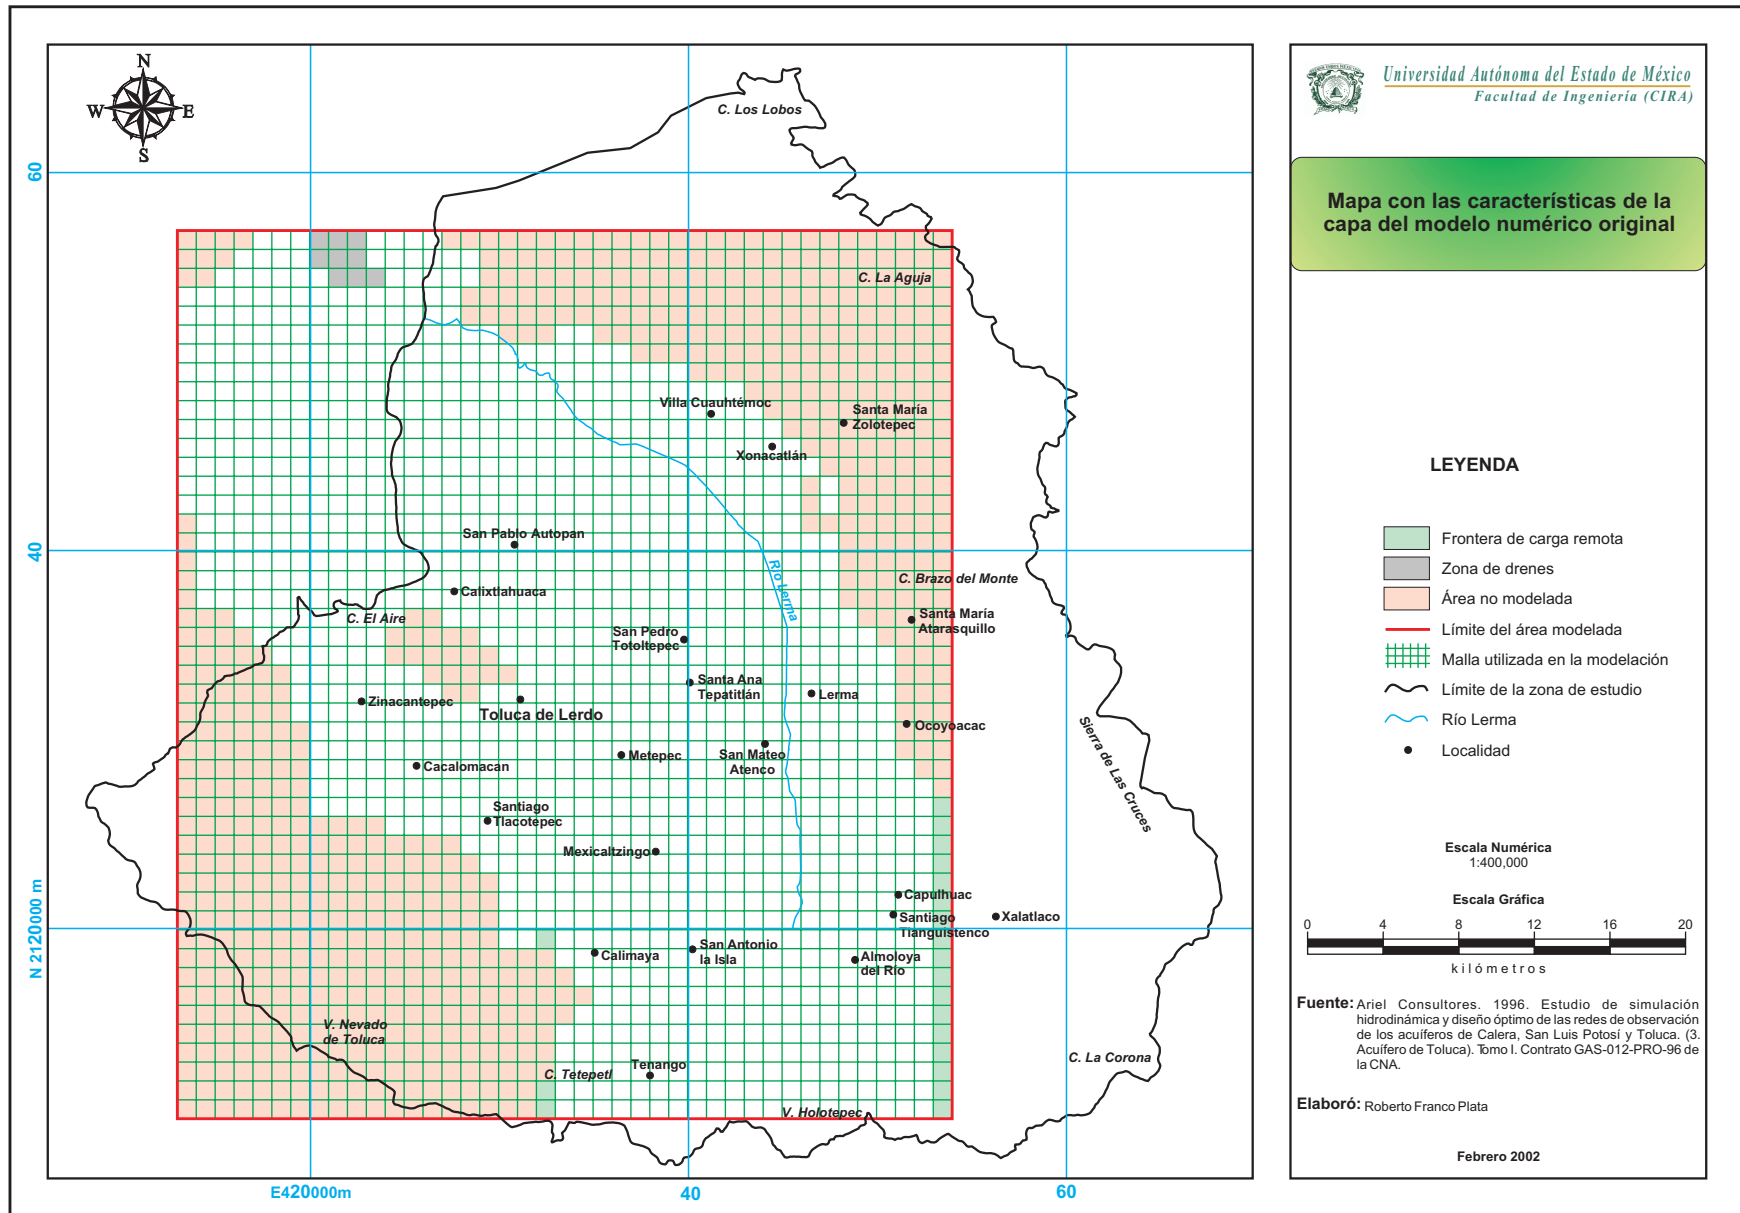 N
W
E
S
60
40
N 2120000 m
E420000m
40
60
C. Los Lobos
C. La Aguja
Villa Cuauhtémoc
Santa María
Zolotepec
Xonacatlán
San Pablo Autopan
Río Lerma
C. Brazo del Monte
Calixtlahuaca
C. El Aire
Santa María
Atarasquillo
San Pedro
Totoltepec
Santa Ana
Tepatitlán
Lerma
Zinacantepec
Toluca de Lerdo
Ocoyoacac
Sierra de Las Cruces
Metepec
San Mateo
Atenco
Cacalomacan
Santiago
Tlacotepec
Mexicaltzingo
Capulhuac
Santiago
Tianguistenco
Xalatlaco
San Antonio
la Isla
Calimaya
Almoloya
del Río
V. Nevado
de Toluca
C. La Corona
Tenango
C. Tetepetl
V. Holotepec
Universidad Autónoma del Estado de México
Facultad de Ingeniería (CIRA)
Mapa con las características de la
capa del modelo numérico original
LEYENDA
Frontera de carga remota
Zona de drenes
Área no modelada
Límite del área modelada
Malla utilizada en la modelación
Límite de la zona de estudio
Río Lerma
Localidad
Escala Numérica
1:400,000
Escala Gráfica
0 4 8 12 16 20
kilómetros
Fuente: Ariel Consultores. 1996. Estudio de simulación
hidrodinámica y diseño óptimo de las redes de observación
de los acuíferos de Calera, San Luis Potosí y Toluca. (3.
Acuífero de Toluca). Tomo I. Contrato GAS-012-PRO-96 de
la CNA.
Elaboró: Roberto Franco Plata
Febrero 2002